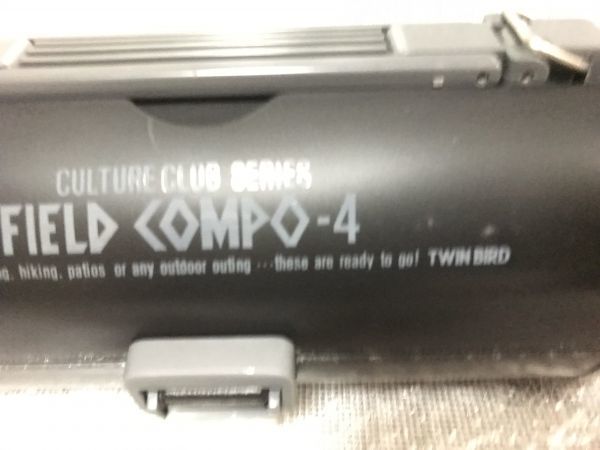 CULTURE CLUB SERIES
FIELD COMPO-4
hiking, patios or any outdoor outing ···these are ready to go! TWIN BIRD